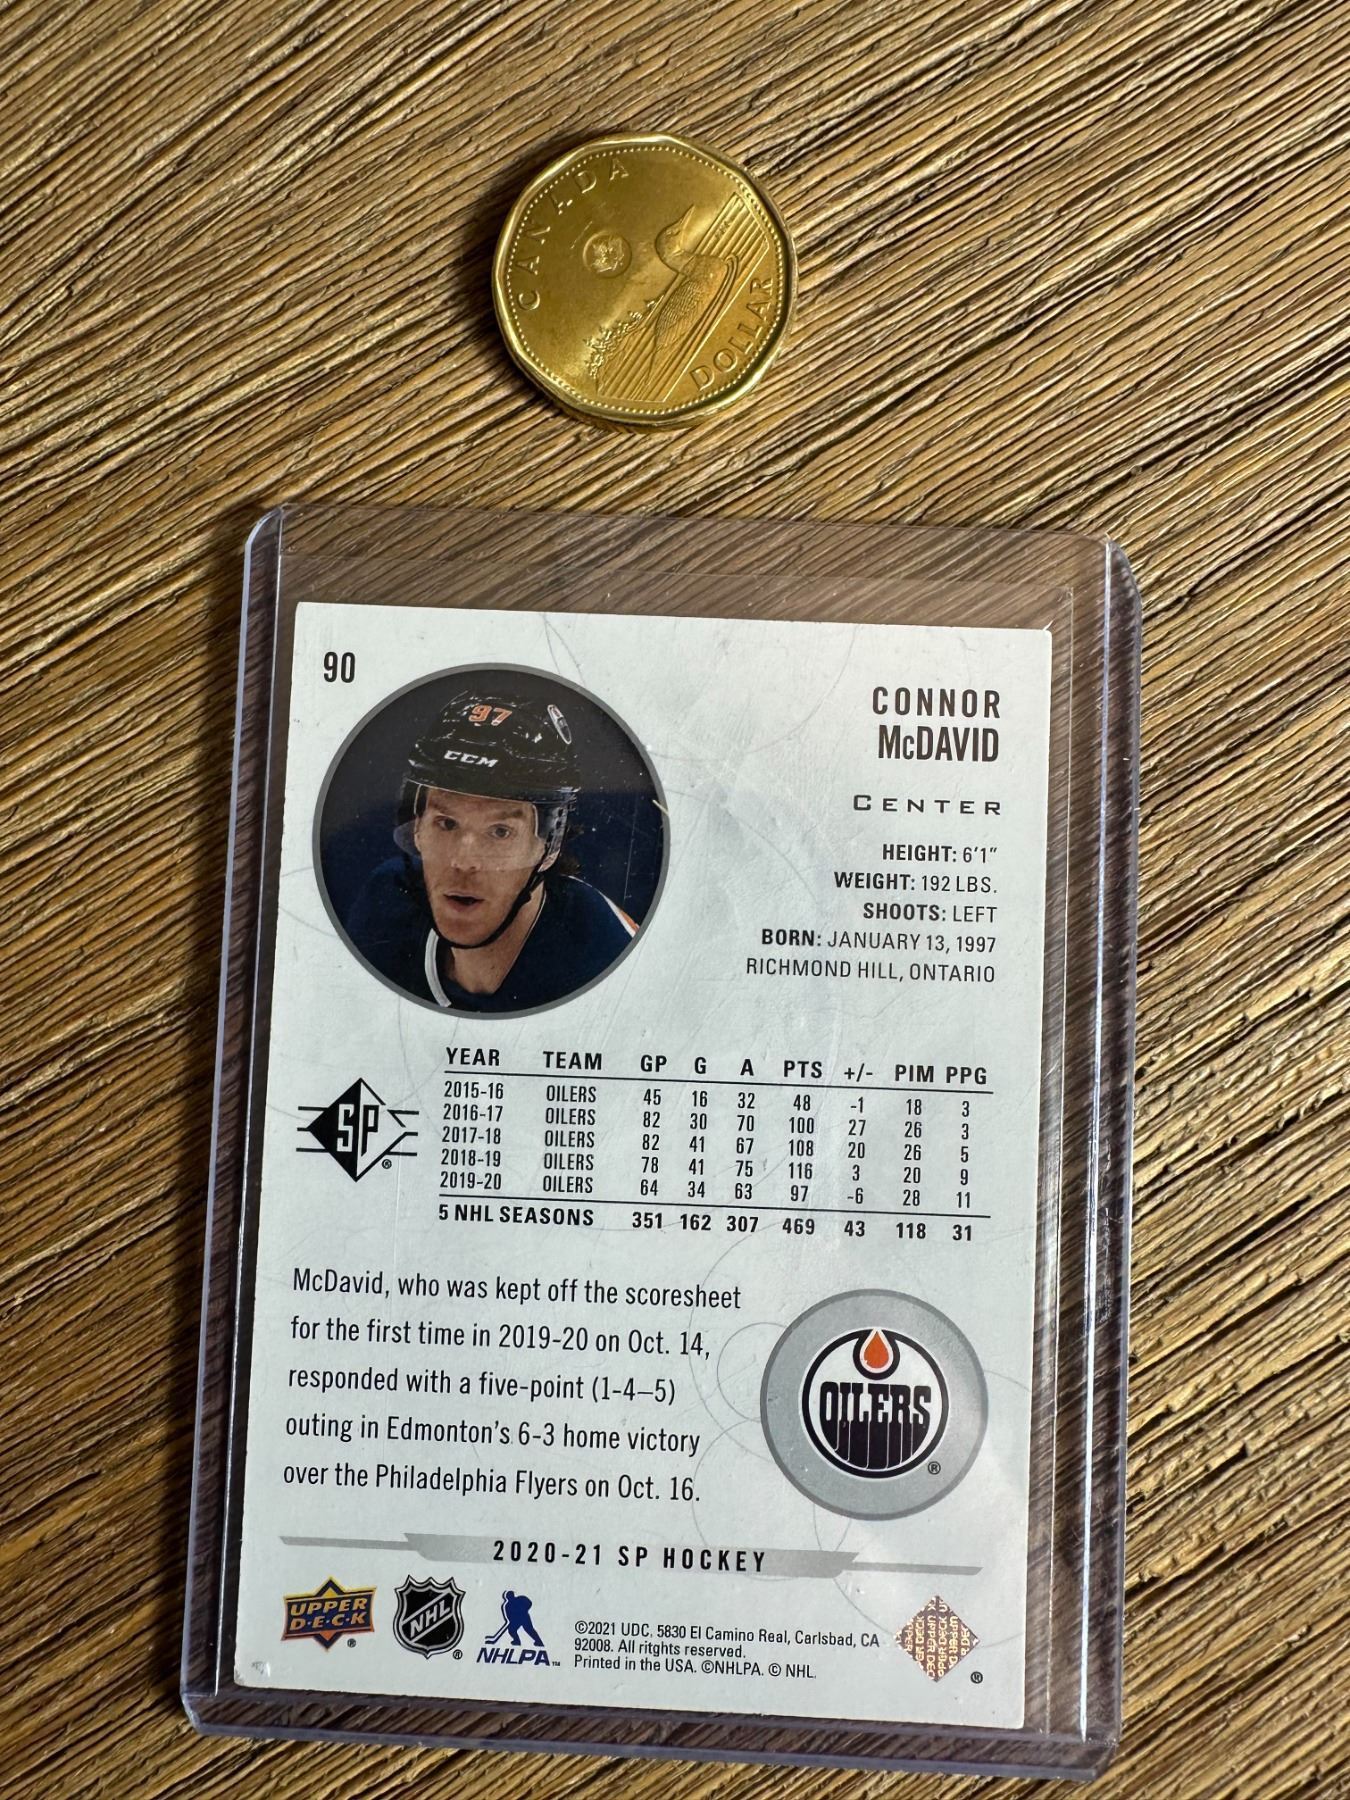 CANADA
DOLLAR
90
CONNOR
McDAVID
CENTER
HEIGHT: 6'1"
WEIGHT: 192 LBS.
SHOOTS: LEFT
BORN: JANUARY 13, 1997
RICHMOND HILL, ONTARIO
97
CCM
SP®
YEAR TEAM GP G A PTS +/- PIM PPG
2015-16 OILERS 45 16 32 48 -1 18 3
2016-17 OILERS 82 30 70 100 27 26 3
2017-18 OILERS 82 41 67 108 20 26 5
2018-19 OILERS 78 41 75 116 3 20 9
2019-20 OILERS 64 34 63 97 -6 28 11
5 NHL SEASONS 351 162 307 469 43 118 31
McDavid, who was kept off the scoresheet
for the first time in 2019-20 on Oct. 14,
responded with a five-point (1-4–5)
outing in Edmonton's 6-3 home victory
over the Philadelphia Flyers on Oct. 16.
OILERS
®
2020-21 SP HOCKEY
UPPER
D·E·C·K
®
NHL
®
NHLPA™
©2021 UDC. 5830 El Camino Real, Carlsbad, CA
92008. All ritghts reserved.
Printed in the USA. ©NHLPA. © NHL.
UPPER DECK
®